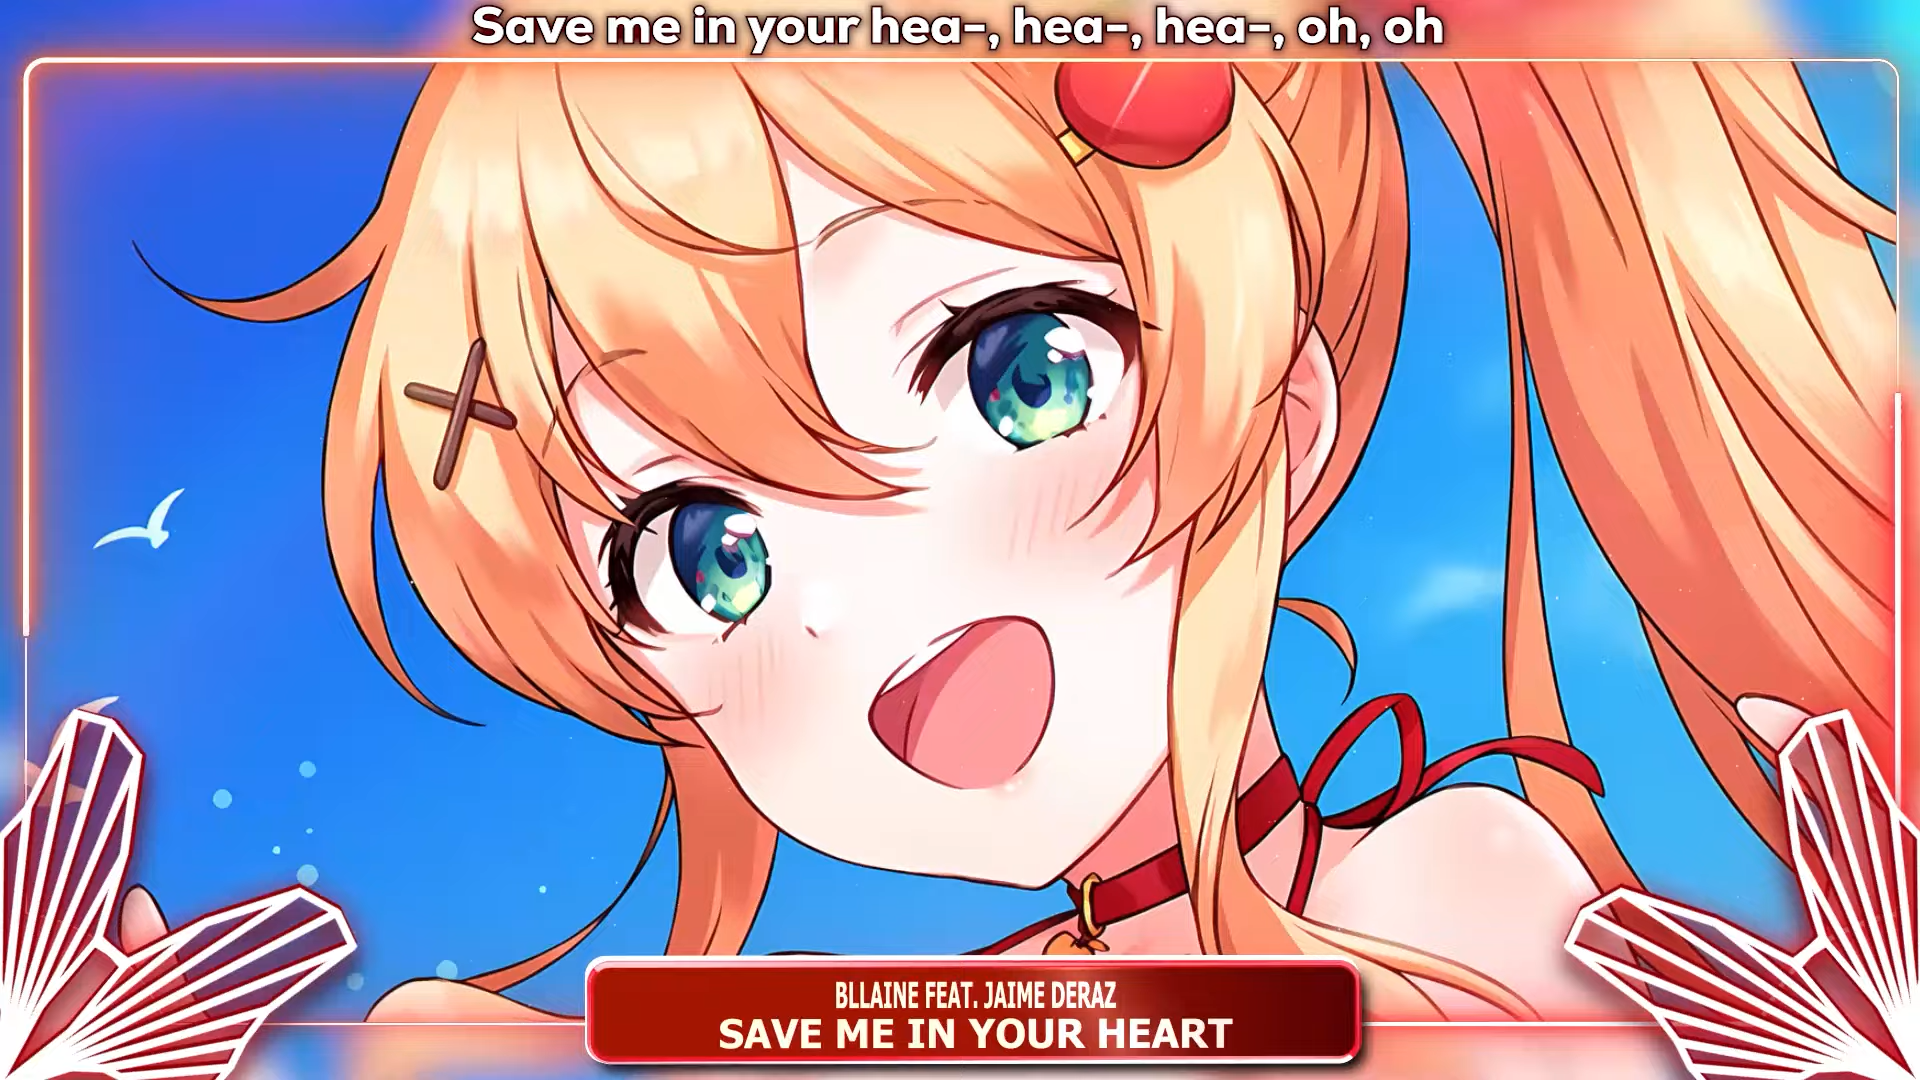 Save me in your hea-, hea-, hea-, oh, oh
BLLAINE FEAT. JAIME DERAZ
SAVE ME IN YOUR HEART